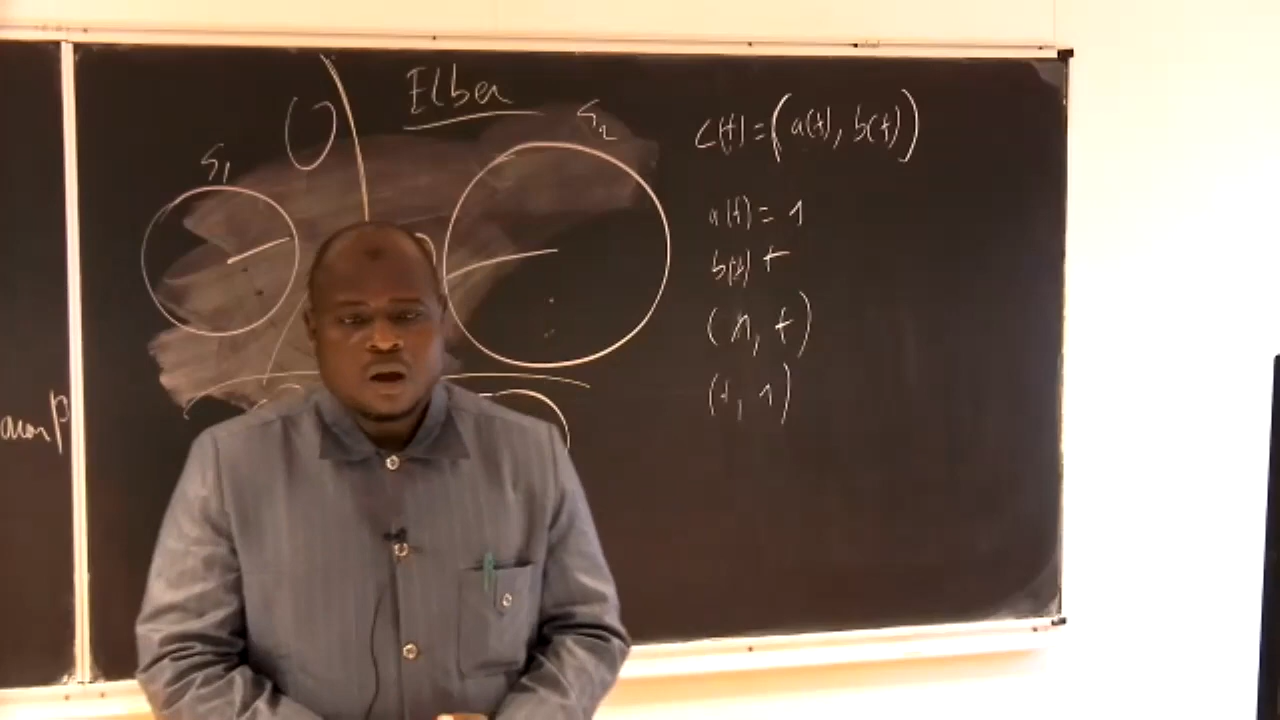 Elber
S₁
S₂
c(t) = (a(t), b(t))
a(t) = 1
b(t) t
(1, t)
(t, 1)